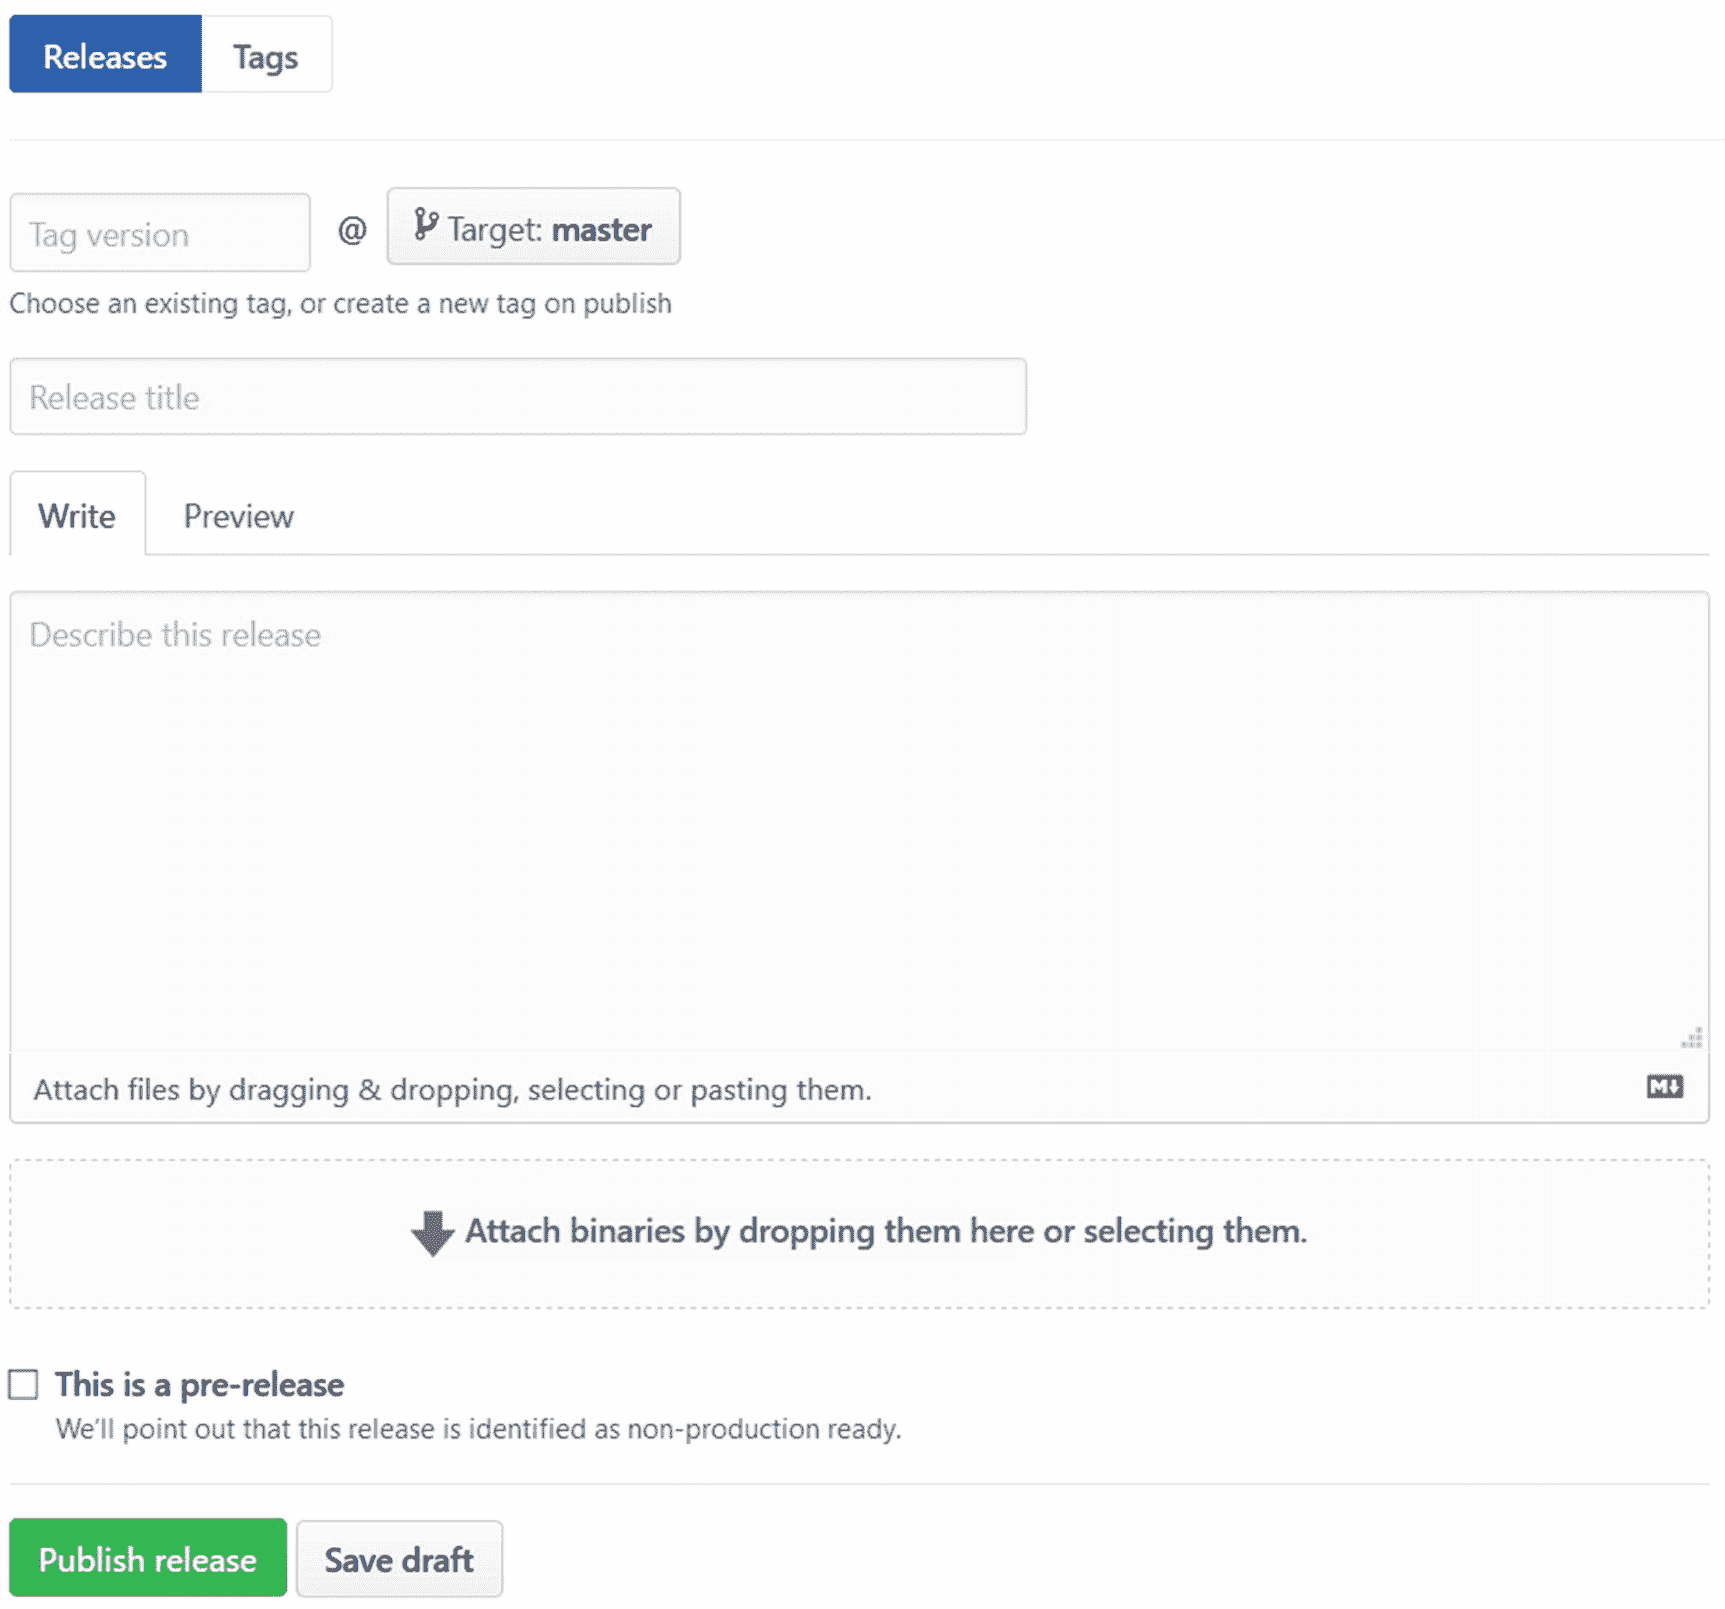 Releases Tags
Tag version @ Target: master
Choose an existing tag, or create a new tag on publish
Release title
Write Preview
Describe this release
Attach files by dragging & dropping, selecting or pasting them.
M
Attach binaries by dropping them here or selecting them.
This is a pre-release
We'll point out that this release is identified as non-production ready.
Publish release Save draft